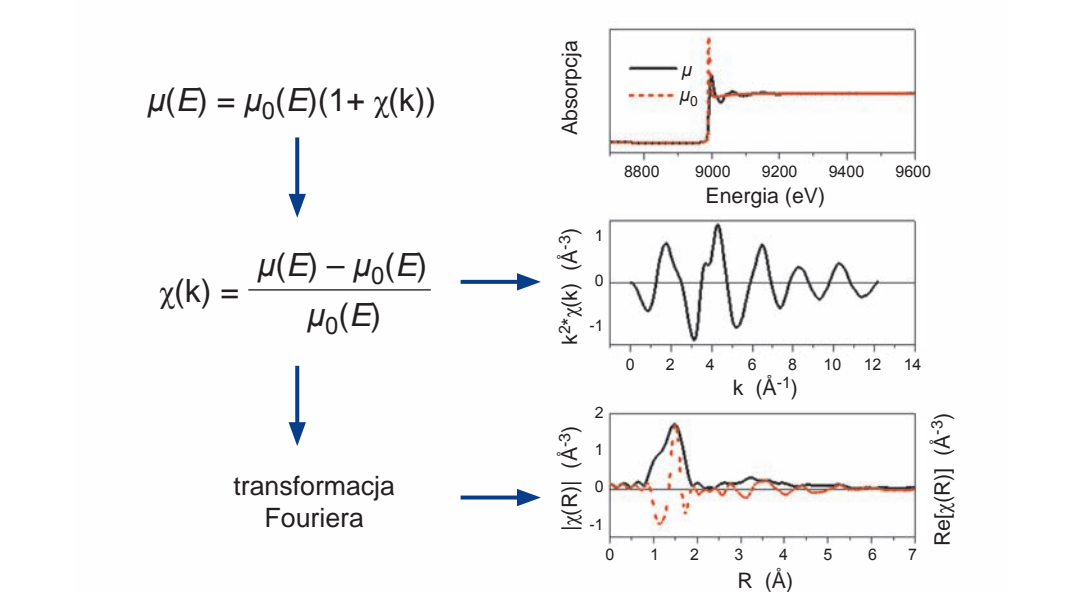 μ(E) = μ0(E)(1+ χ(k))
χ(k) = μ(E) – μ0(E)
μ0(E)
transformacja
Fouriera
Absorpcja
μ
μ0
8800 9000 9200 9400 9600
Energia (eV)
k2*χ(k) (Å-3)
1
0
-1
0 2 4 6 8 10 12 14
k (Å-1)
|χ(R)| (Å-3)
2
1
0
-1
0 1 2 3 4 5 6 7
R (Å)
Re[χ(R)] (Å-3)